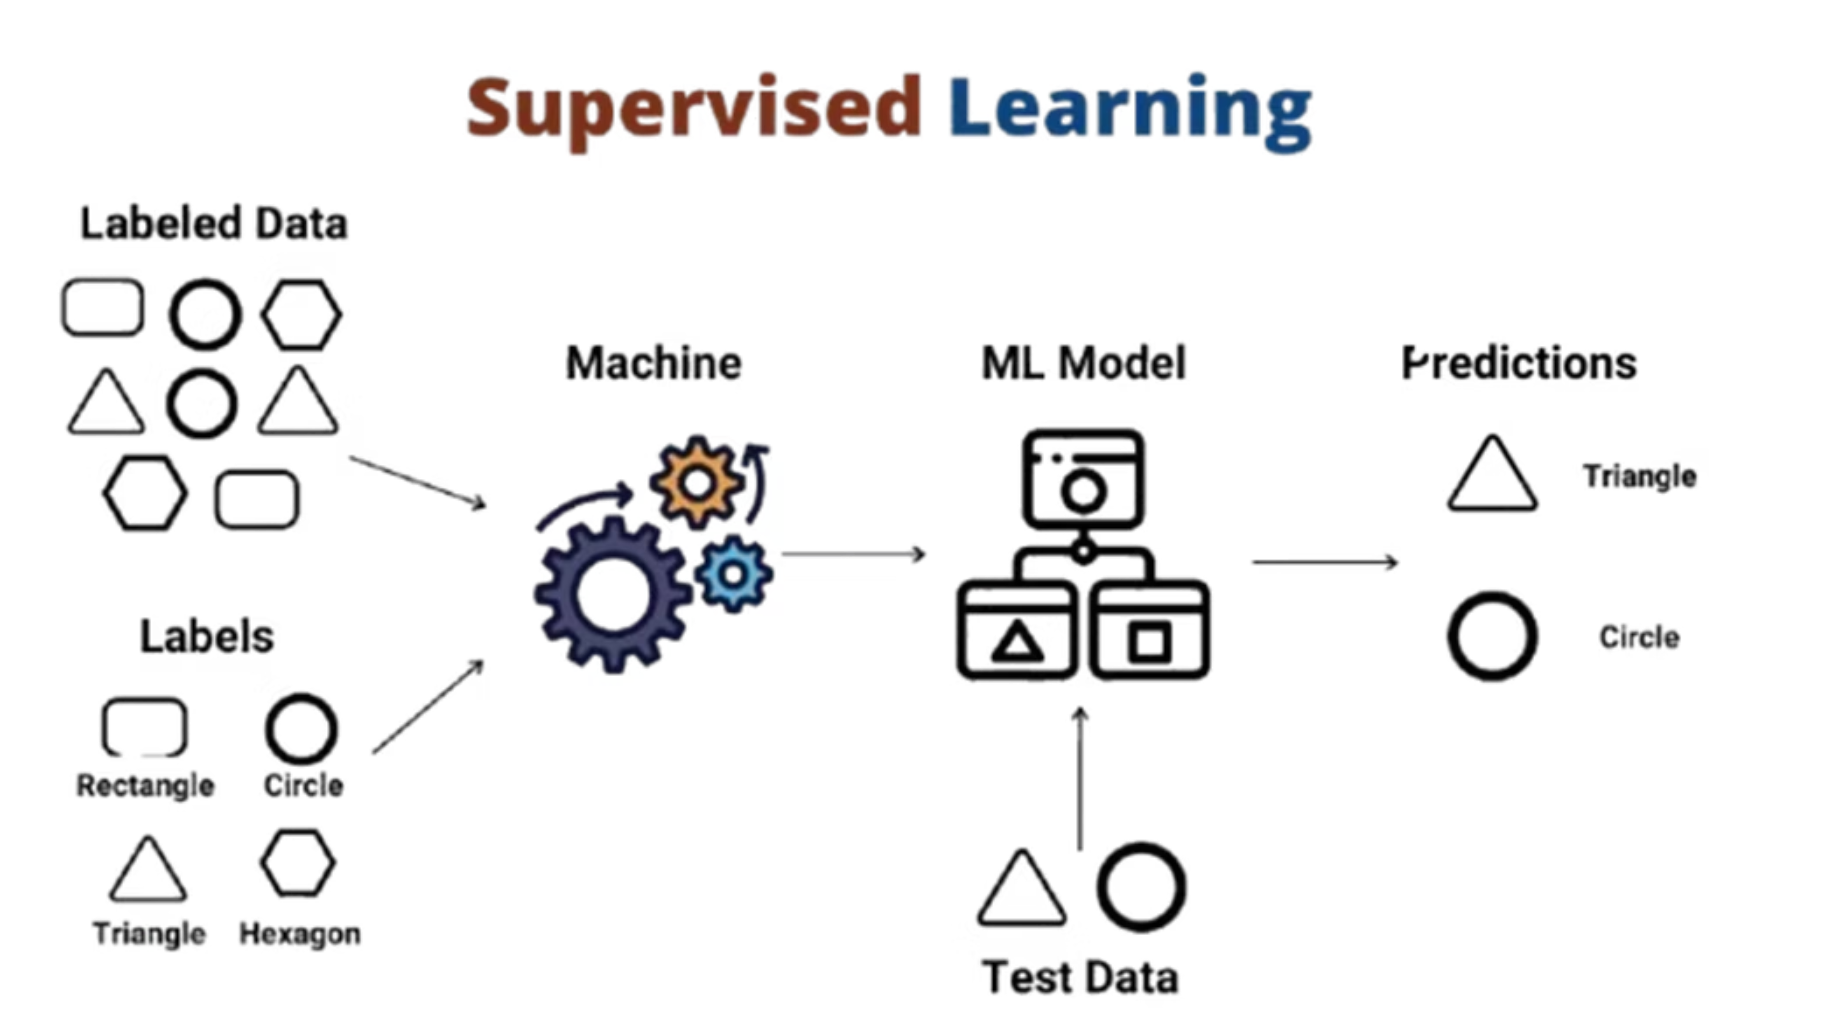 Supervised Learning
Labeled Data
Machine
ML Model
Predictions
Triangle
Circle
Labels
Rectangle Circle
Triangle Hexagon
Test Data